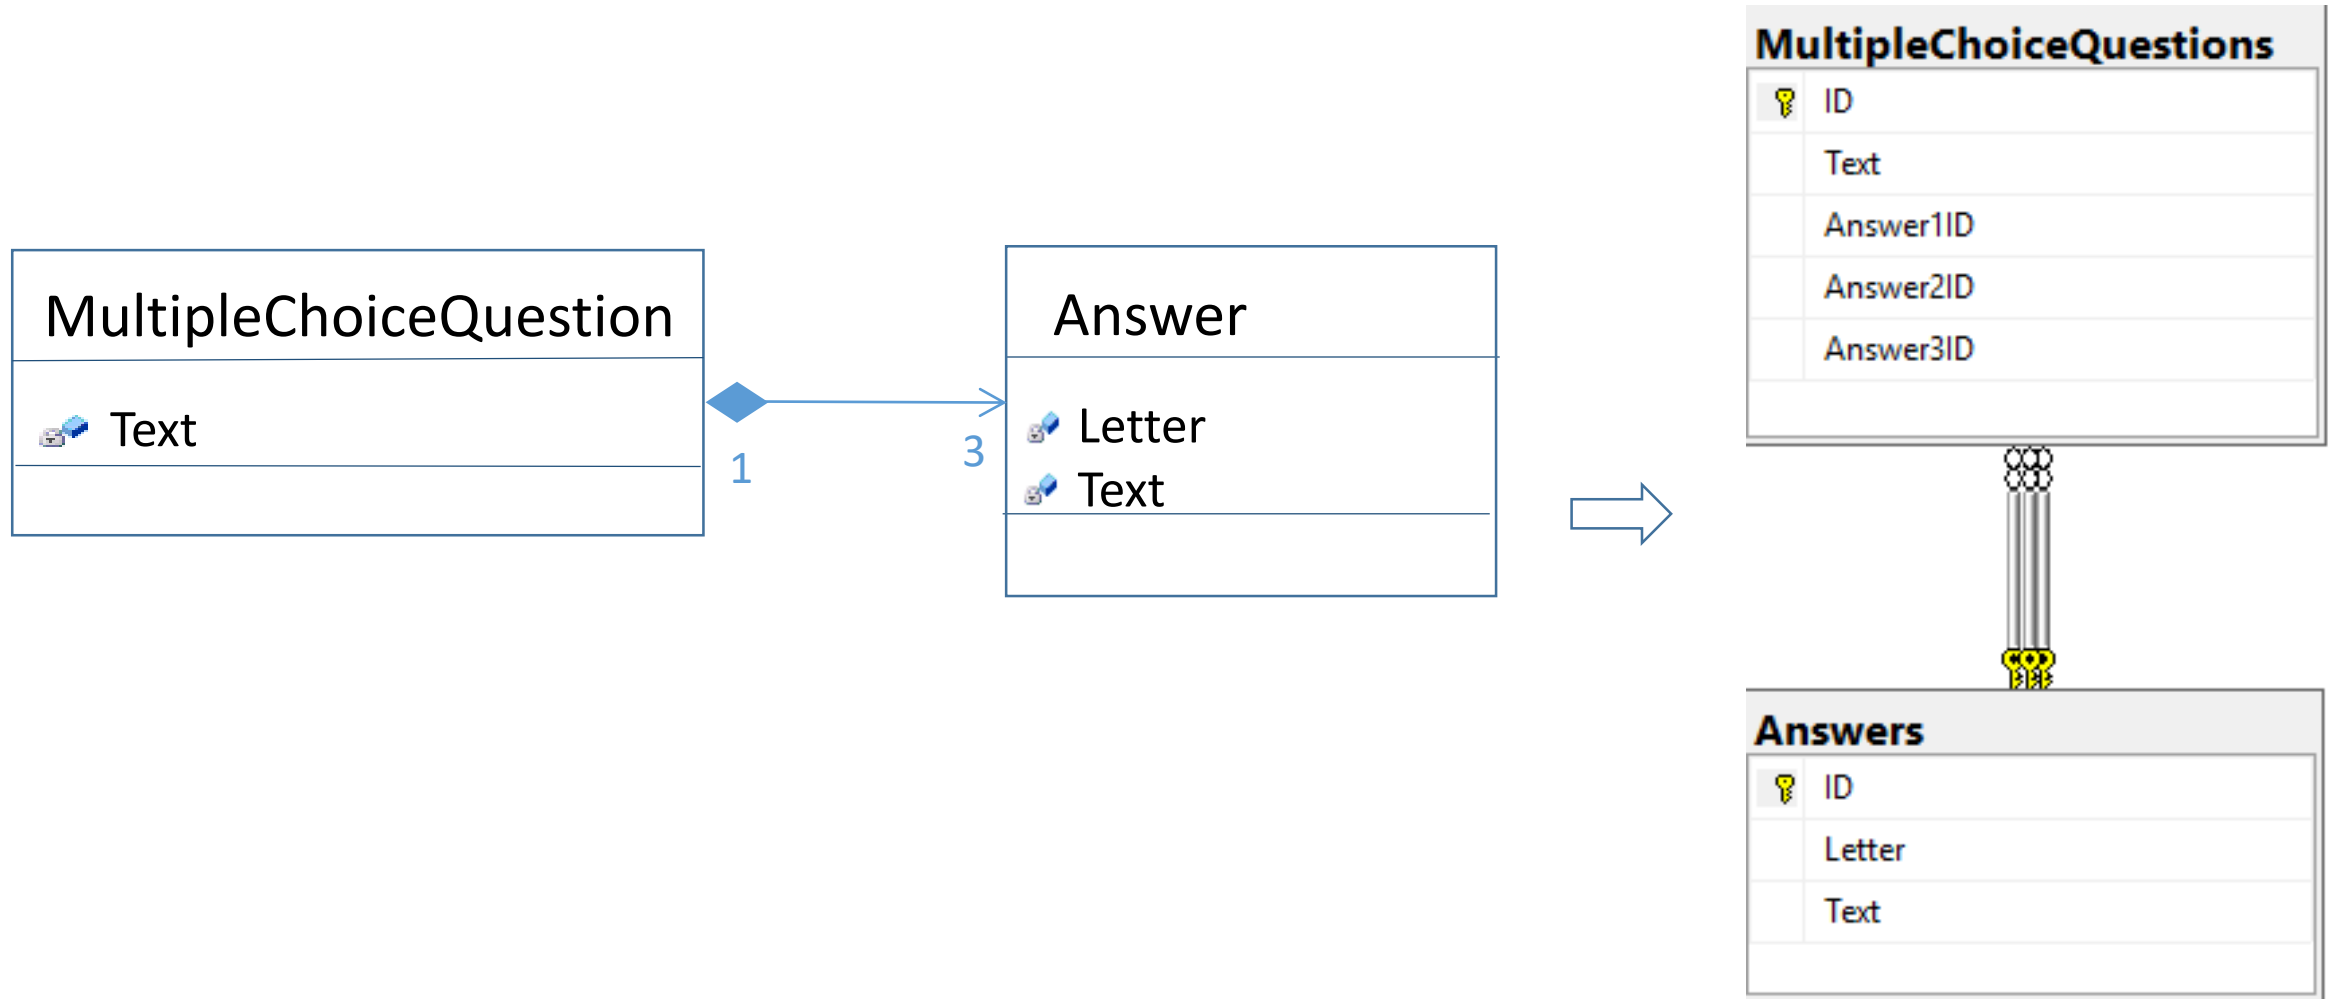 MultipleChoiceQuestion
Text
1
3
Answer
Letter
Text
MultipleChoiceQuestions
ID
Text
Answer1ID
Answer2ID
Answer3ID
Answers
ID
Letter
Text